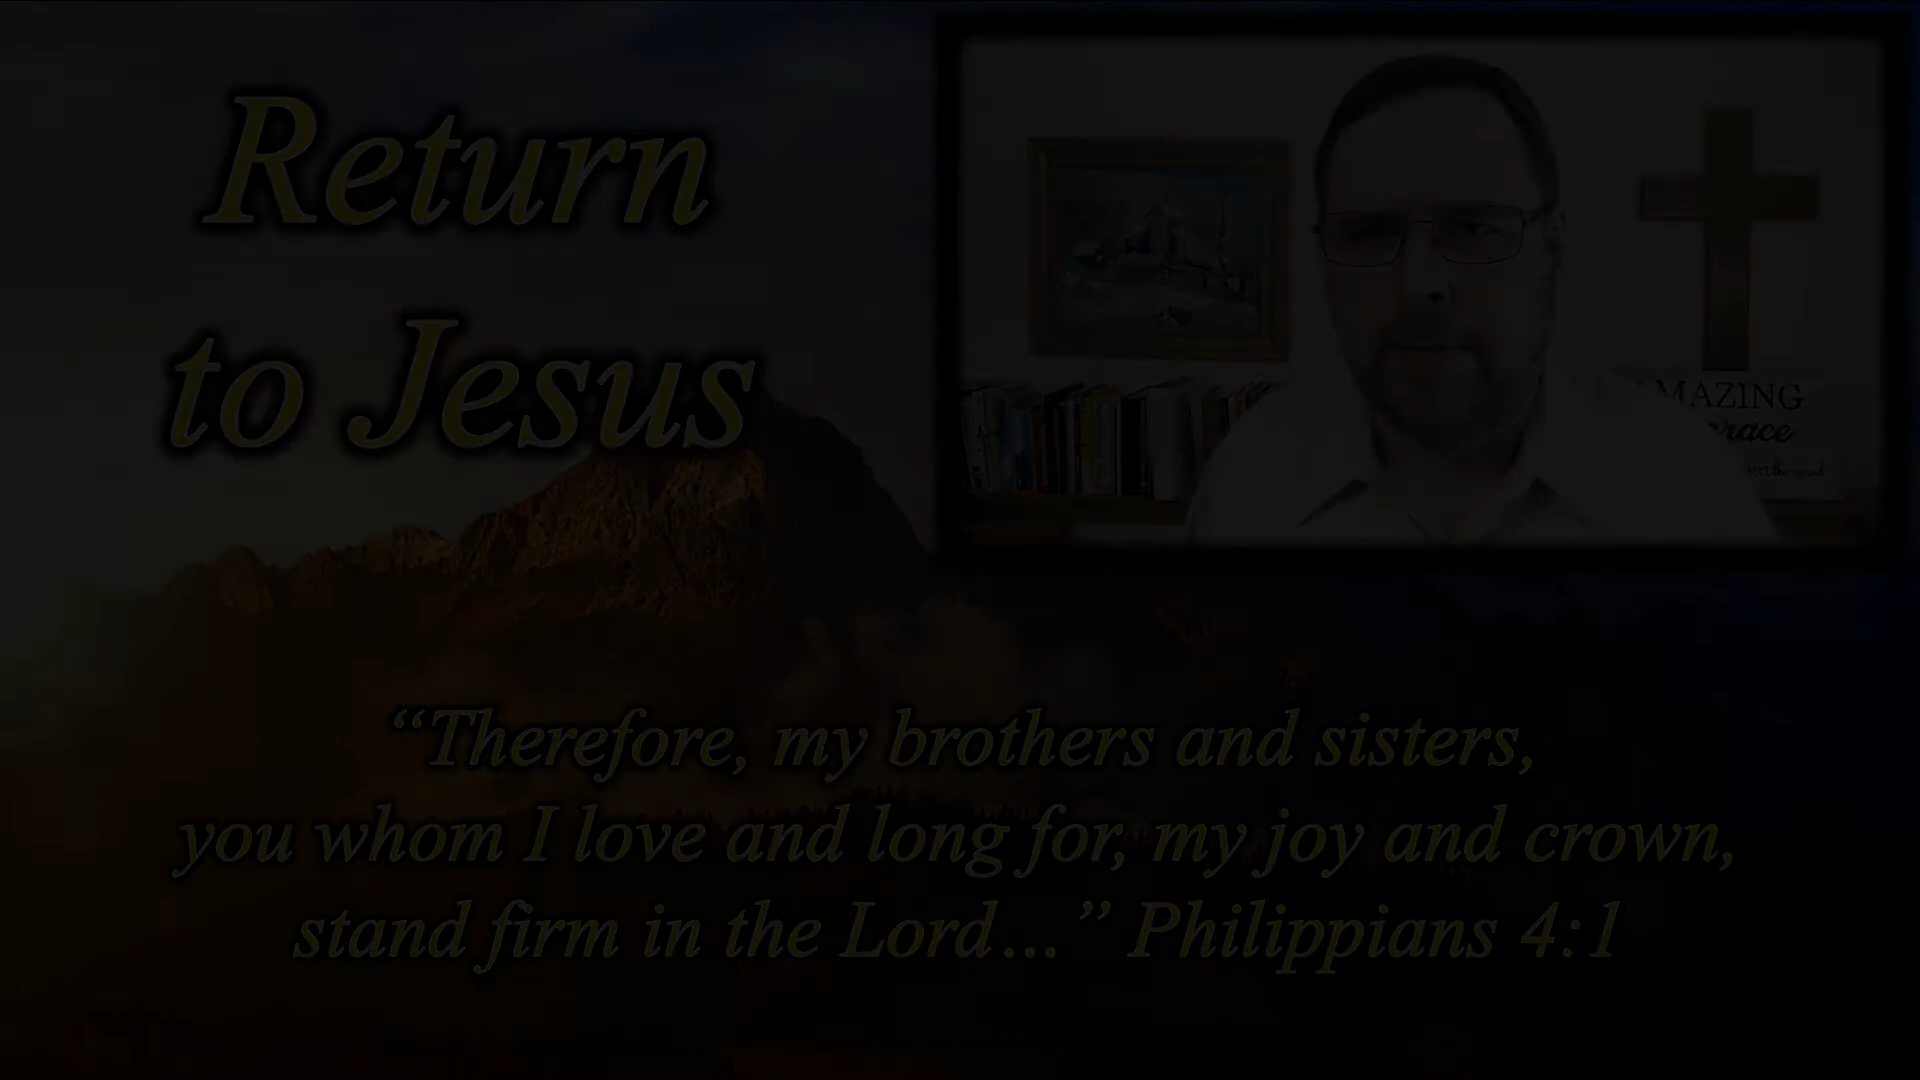 Return
to Jesus
MAZING
race
“Therefore, my brothers and sisters,
you whom I love and long for, my joy and crown,
stand firm in the Lord…” Philippians 4:1